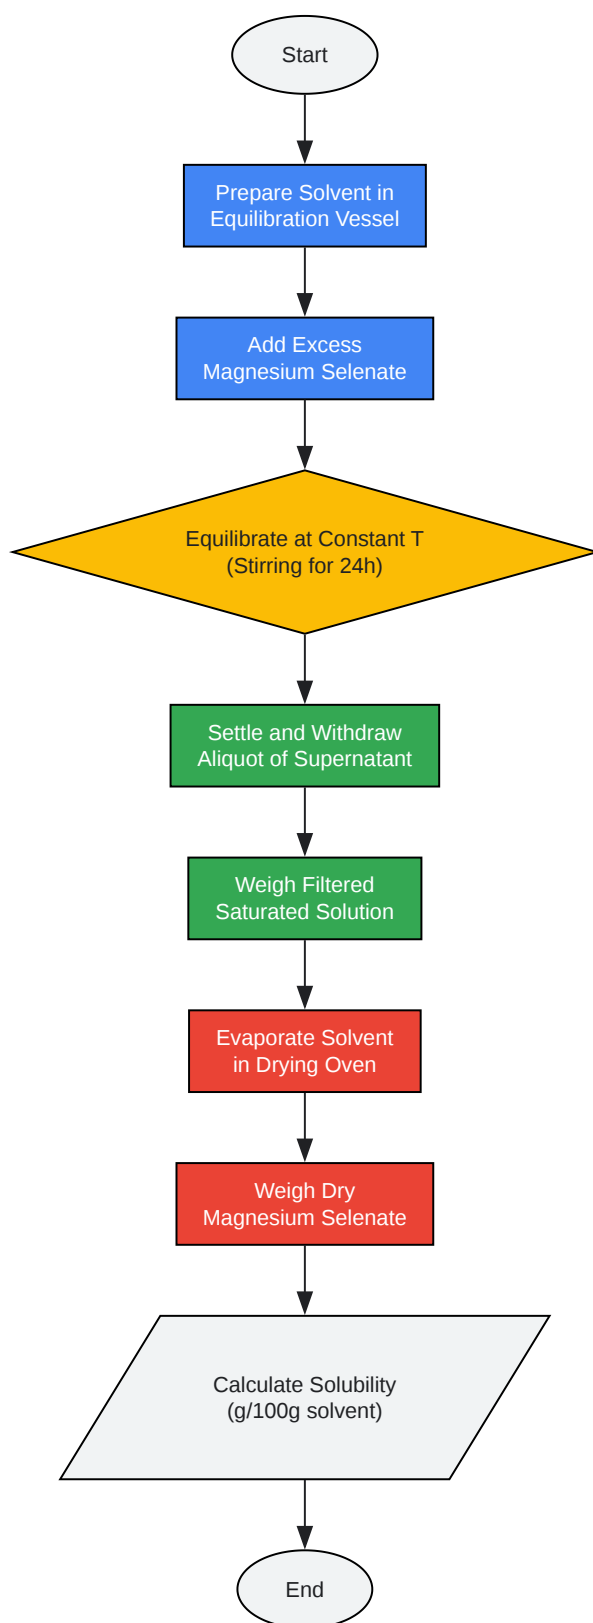 Start
Prepare Solvent in
Equilibration Vessel
Add Excess
Magnesium Selenate
Equilibrate at Constant T
(Stirring for 24h)
Settle and Withdraw
Aliquot of Supernatant
Weigh Filtered
Saturated Solution
Evaporate Solvent
in Drying Oven
Weigh Dry
Magnesium Selenate
Calculate Solubility
(g/100g solvent)
End